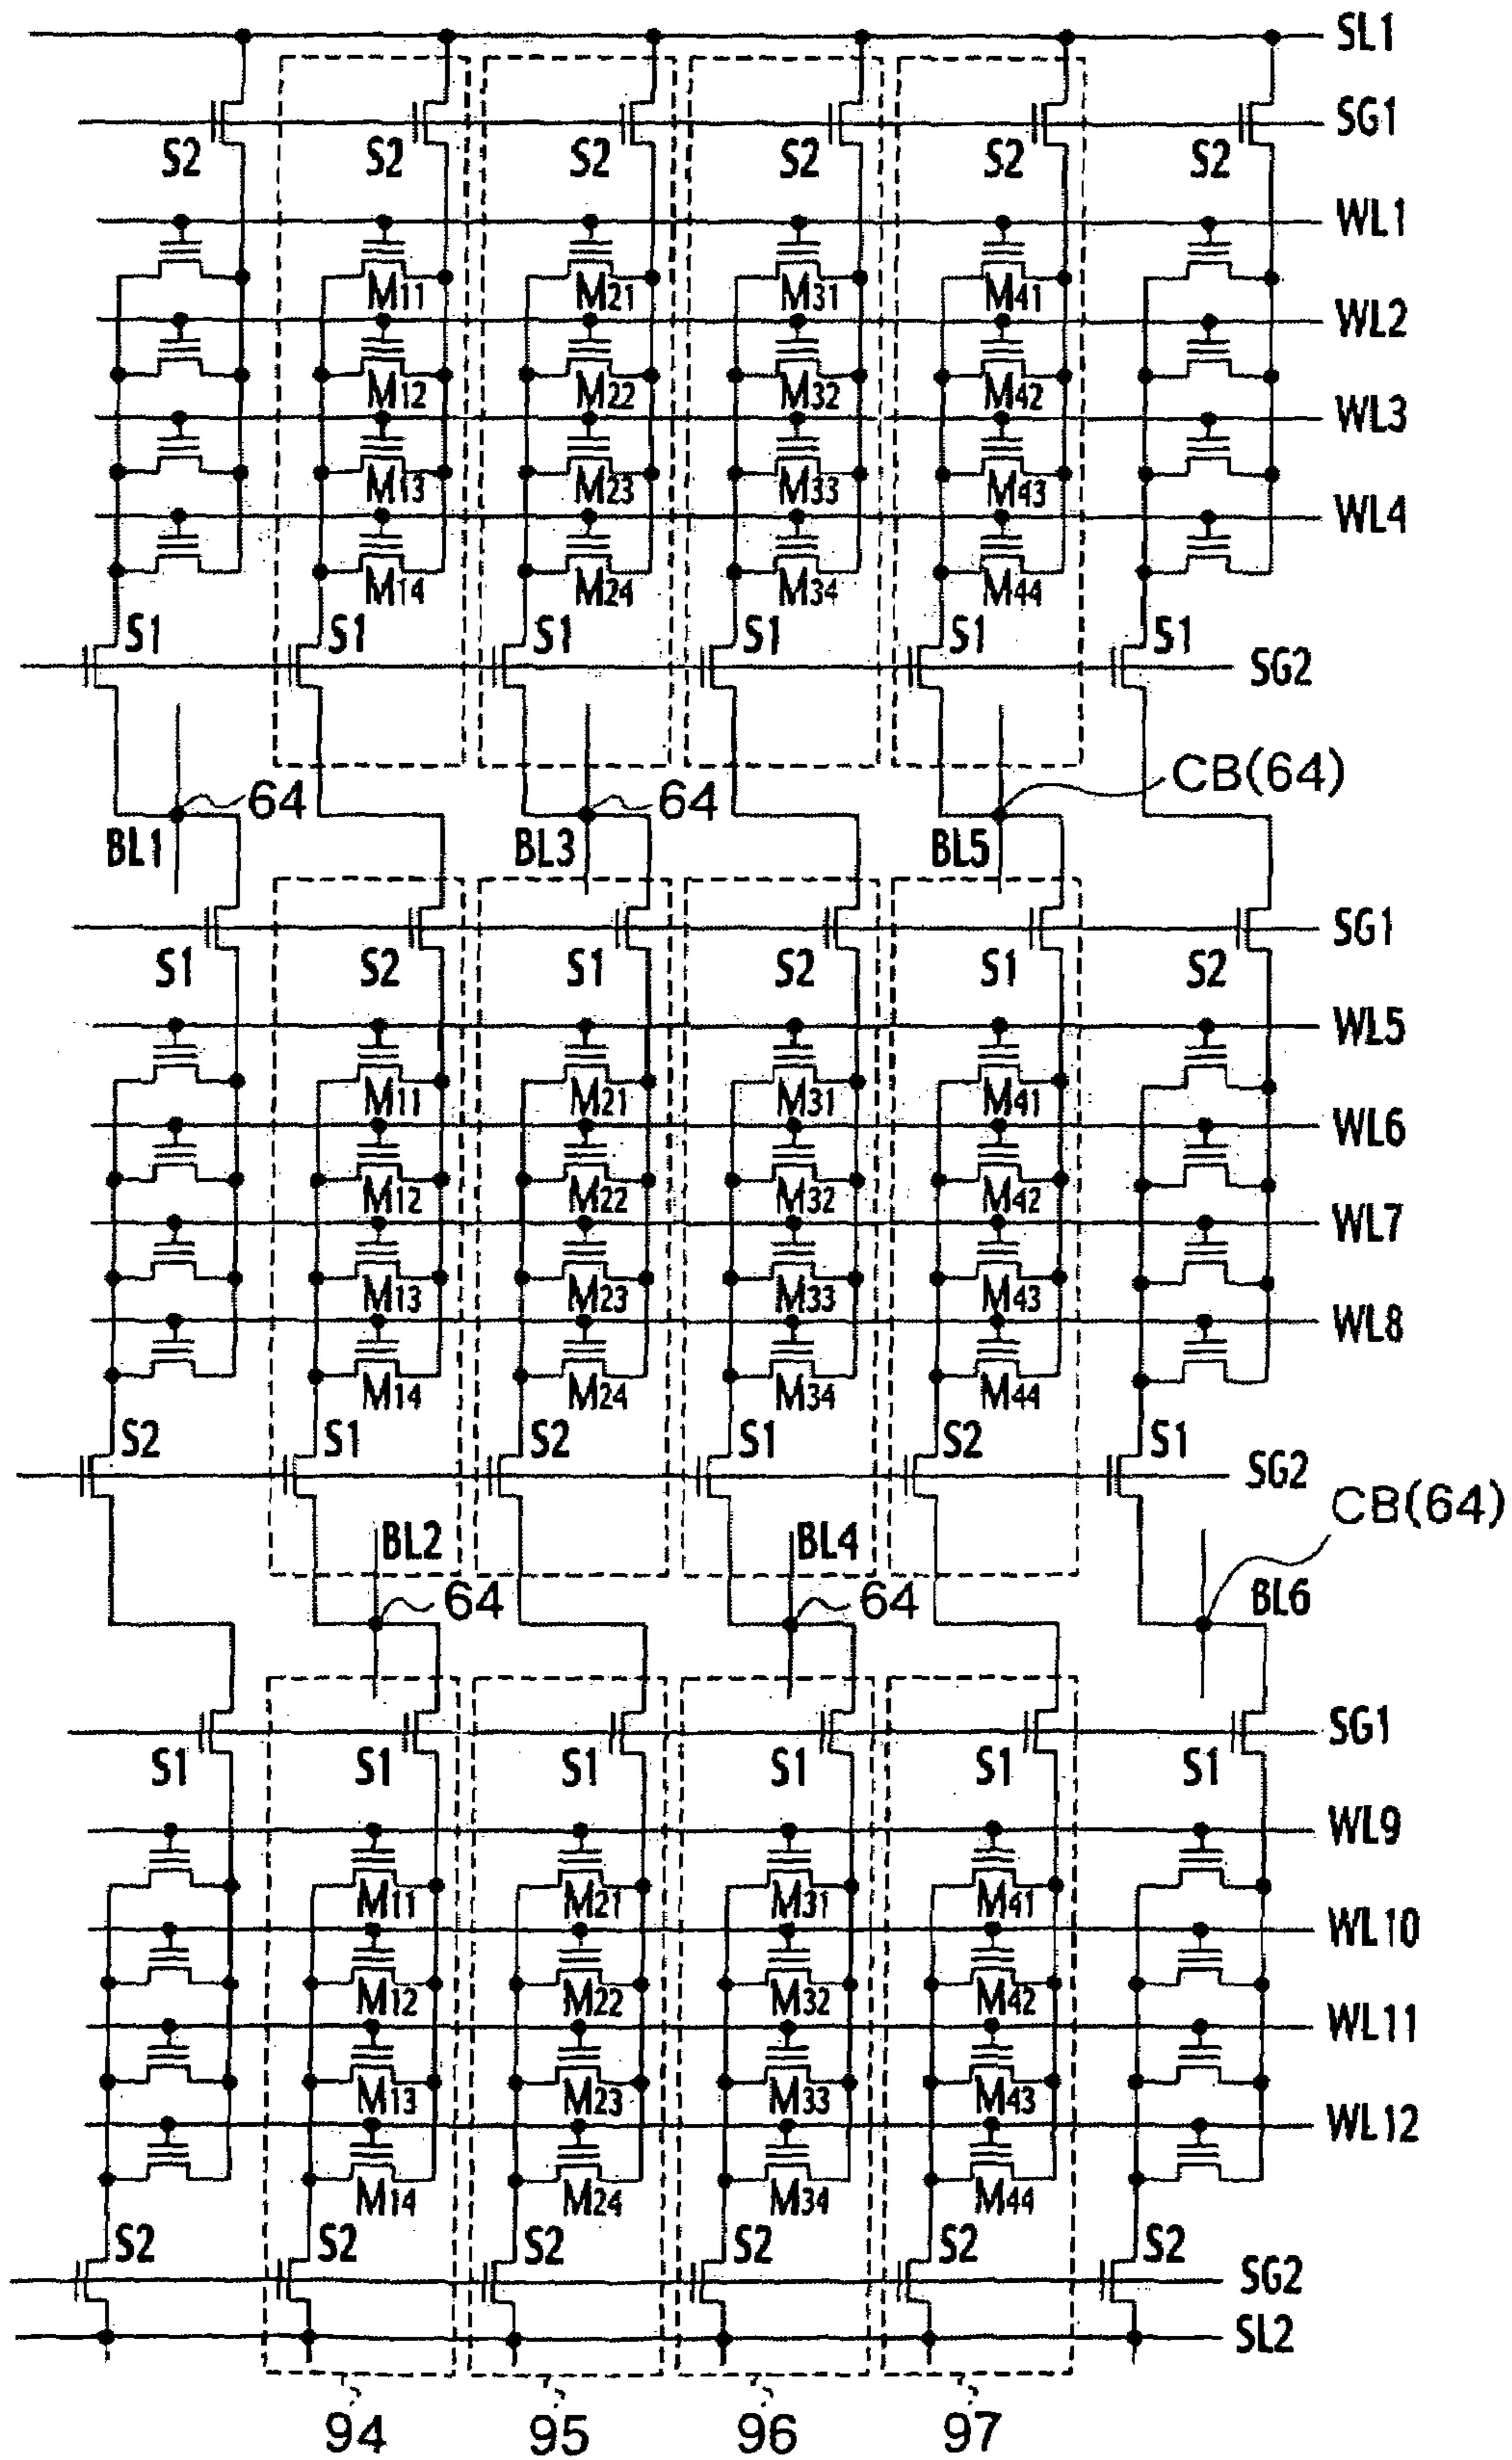 SL1
SG1
S2 S2 S2 S2 S2 S2
WL1
M11 M21 M31 M41
WL2
M12 M22 M32 M42
WL3
M13 M23 M33 M43
WL4
M14 M24 M34 M44
S1 S1 S1 S1 S1 S1
SG2
64 64 CB(64)
BL1 BL3 BL5
SG1
S1 S2 S1 S2 S1 S2
WL5
M11 M21 M31 M41
WL6
M12 M22 M32 M42
WL7
M13 M23 M33 M43
WL8
M14 M24 M34 M44
S2 S1 S2 S1 S2 S1
SG2
CB(64)
BL2 BL4
64 64 BL6
SG1
S1 S1 S1 S1 S1 S1
WL9
M11 M21 M31 M41
WL10
M12 M22 M32 M42
WL11
M13 M23 M33 M43
WL12
M14 M24 M34 M44
S2 S2 S2 S2 S2 S2
SG2
SL2
94 95 96 97